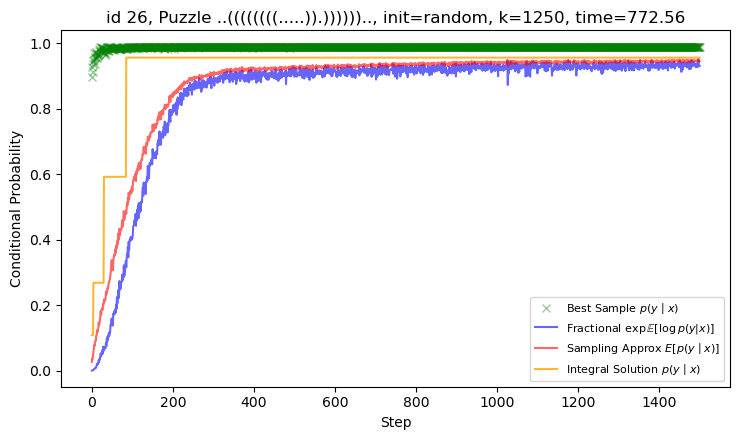 id 26, Puzzle ..((((((((.....)).)))))).., init=random, k=1250, time=772.56
Conditional Probability
1.0
0.8
0.6
0.4
0.2
0.0
Best Sample p(y | x)
Fractional exp𝔼[log p(y|x)]
Sampling Approx E[p(y | x)]
Integral Solution p(y | x)
0 200 400 600 800 1000 1200 1400
Step